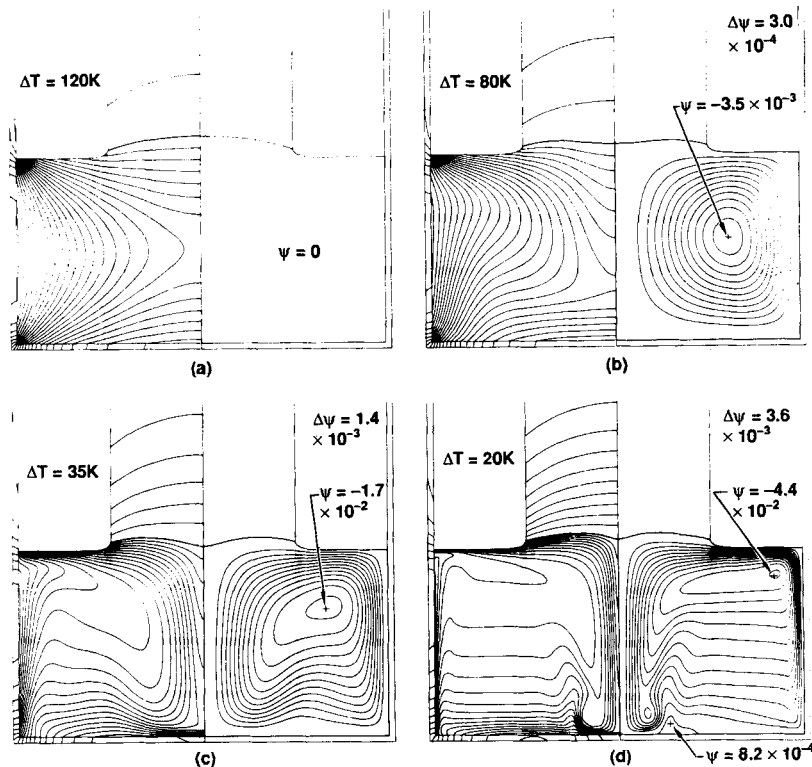 ΔT = 120K
ψ = 0
(a)
Δψ = 3.0
× 10⁻⁴
ΔT = 80K
ψ = −3.5 × 10⁻³
(b)
Δψ = 1.4
× 10⁻³
ΔT = 35K
ψ = −1.7
× 10⁻²
(c)
Δψ = 3.6
× 10⁻³
ΔT = 20K
ψ = −4.4
× 10⁻²
(d)
ψ = 8.2 × 10⁻⁴